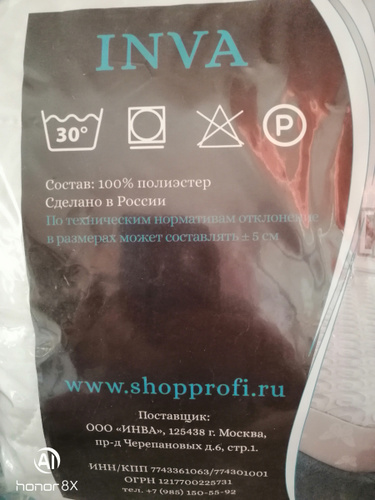 INVA
30°
P
Состав: 100% полиэстер
Сделано в России
По техническим нормативам отклонение
в размерах может составлять ± 5 см
www.shopprofi.ru
Поставщик:
ООО «ИНВА», 125438 г. Москва,
пр-д Черепановых д.6, стр.1.
ИНН/КПП 7743361063/774301001
ОГРН 1217700225731
тел. +7 (985) 150-55-92
AI
honor 8X